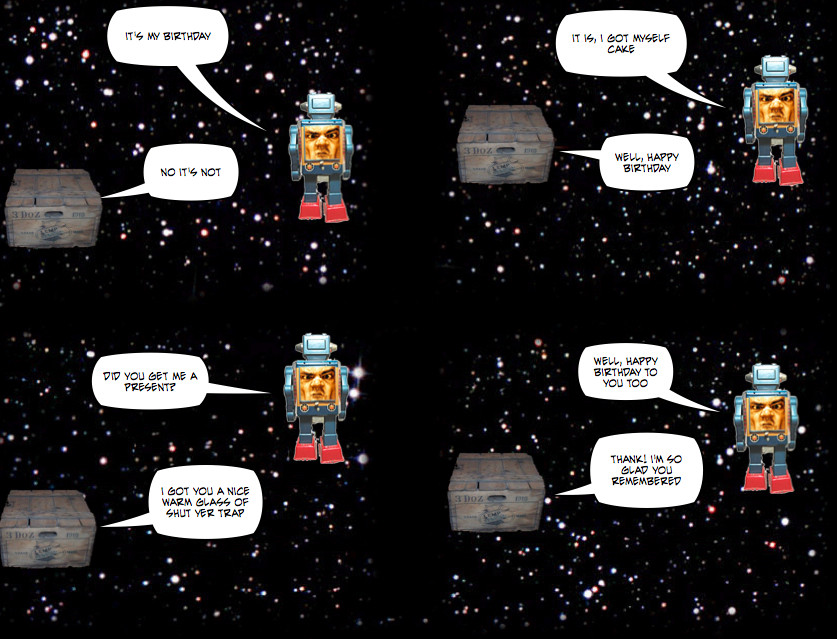 IT'S MY BIRTHDAY
NO IT'S NOT
IT IS, I GOT MYSELF
CAKE
WELL, HAPPY
BIRTHDAY
DID YOU GET ME A
PRESENT?
I GOT YOU A NICE
WARM GLASS OF
SHUT YER TRAP
WELL, HAPPY
BIRTHDAY TO
YOU TOO
THANK! I'M SO
GLAD YOU
REMEMBERED
3 DOZ
3 DOZ
3 DOZ
3 DOZ